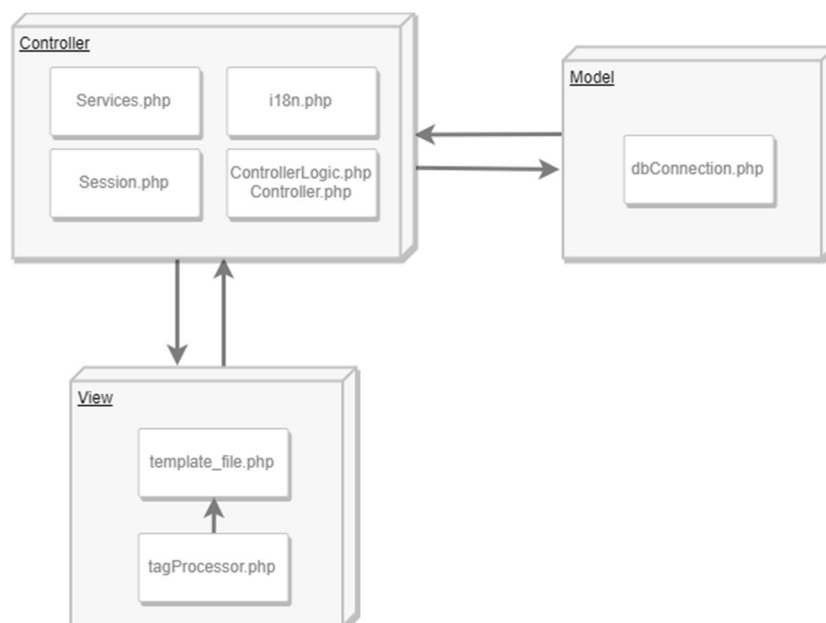 Controller
Services.php
i18n.php
Session.php
ControllerLogic.php
Controller.php
Model
dbConnection.php
View
template_file.php
tagProcessor.php